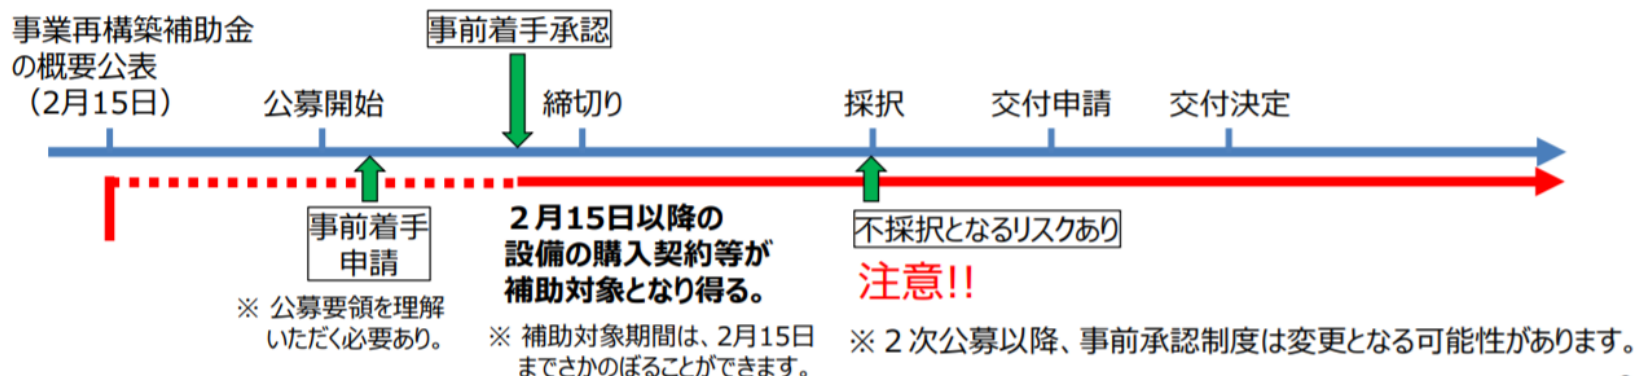 事業再構築補助金
の概要公表
（2月15日）
公募開始
事前着手承認
締切り
採択
交付申請
交付決定
事前着手
申請
※ 公募要領を理解
いただく必要あり。
２月15日以降の
設備の購入契約等が
補助対象となり得る。
※ 補助対象期間は、2月15日
までさかのぼることができます。
不採択となるリスクあり
注意!!
※２次公募以降、事前承認制度は変更となる可能性があります。